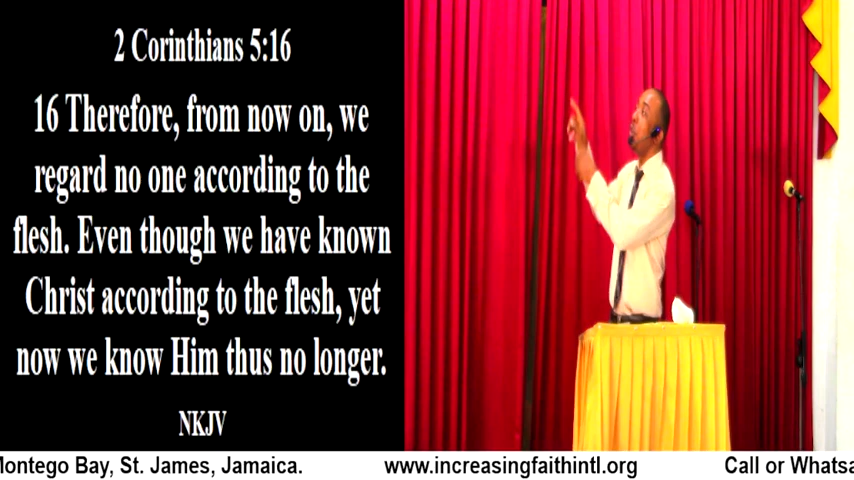 2 Corinthians 5:16
16 Therefore, from now on, we
regard no one according to the
flesh. Even though we have known
Christ according to the flesh, yet
now we know Him thus no longer.
NKJV
Montego Bay, St. James, Jamaica. www.increasingfaithintl.org Call or Whatsa